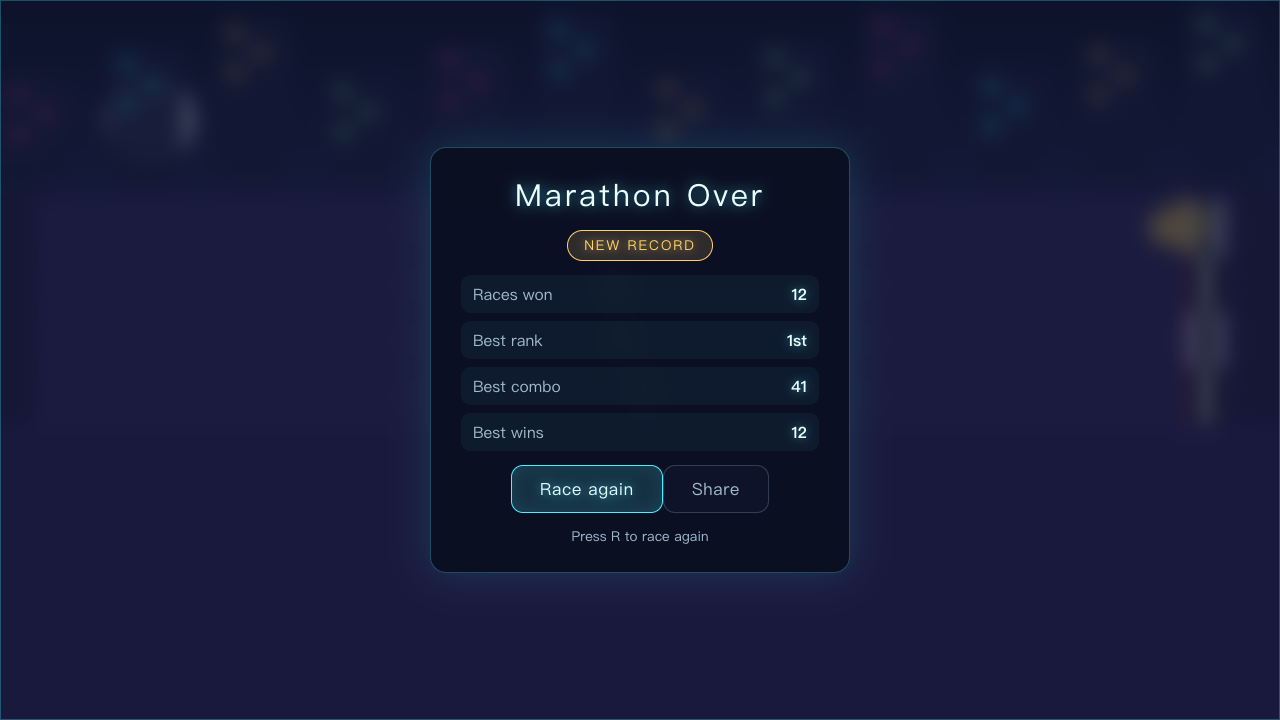 Marathon Over
NEW RECORD
Races won 12
Best rank 1st
Best combo 41
Best wins 12
Race again Share
Press R to race again